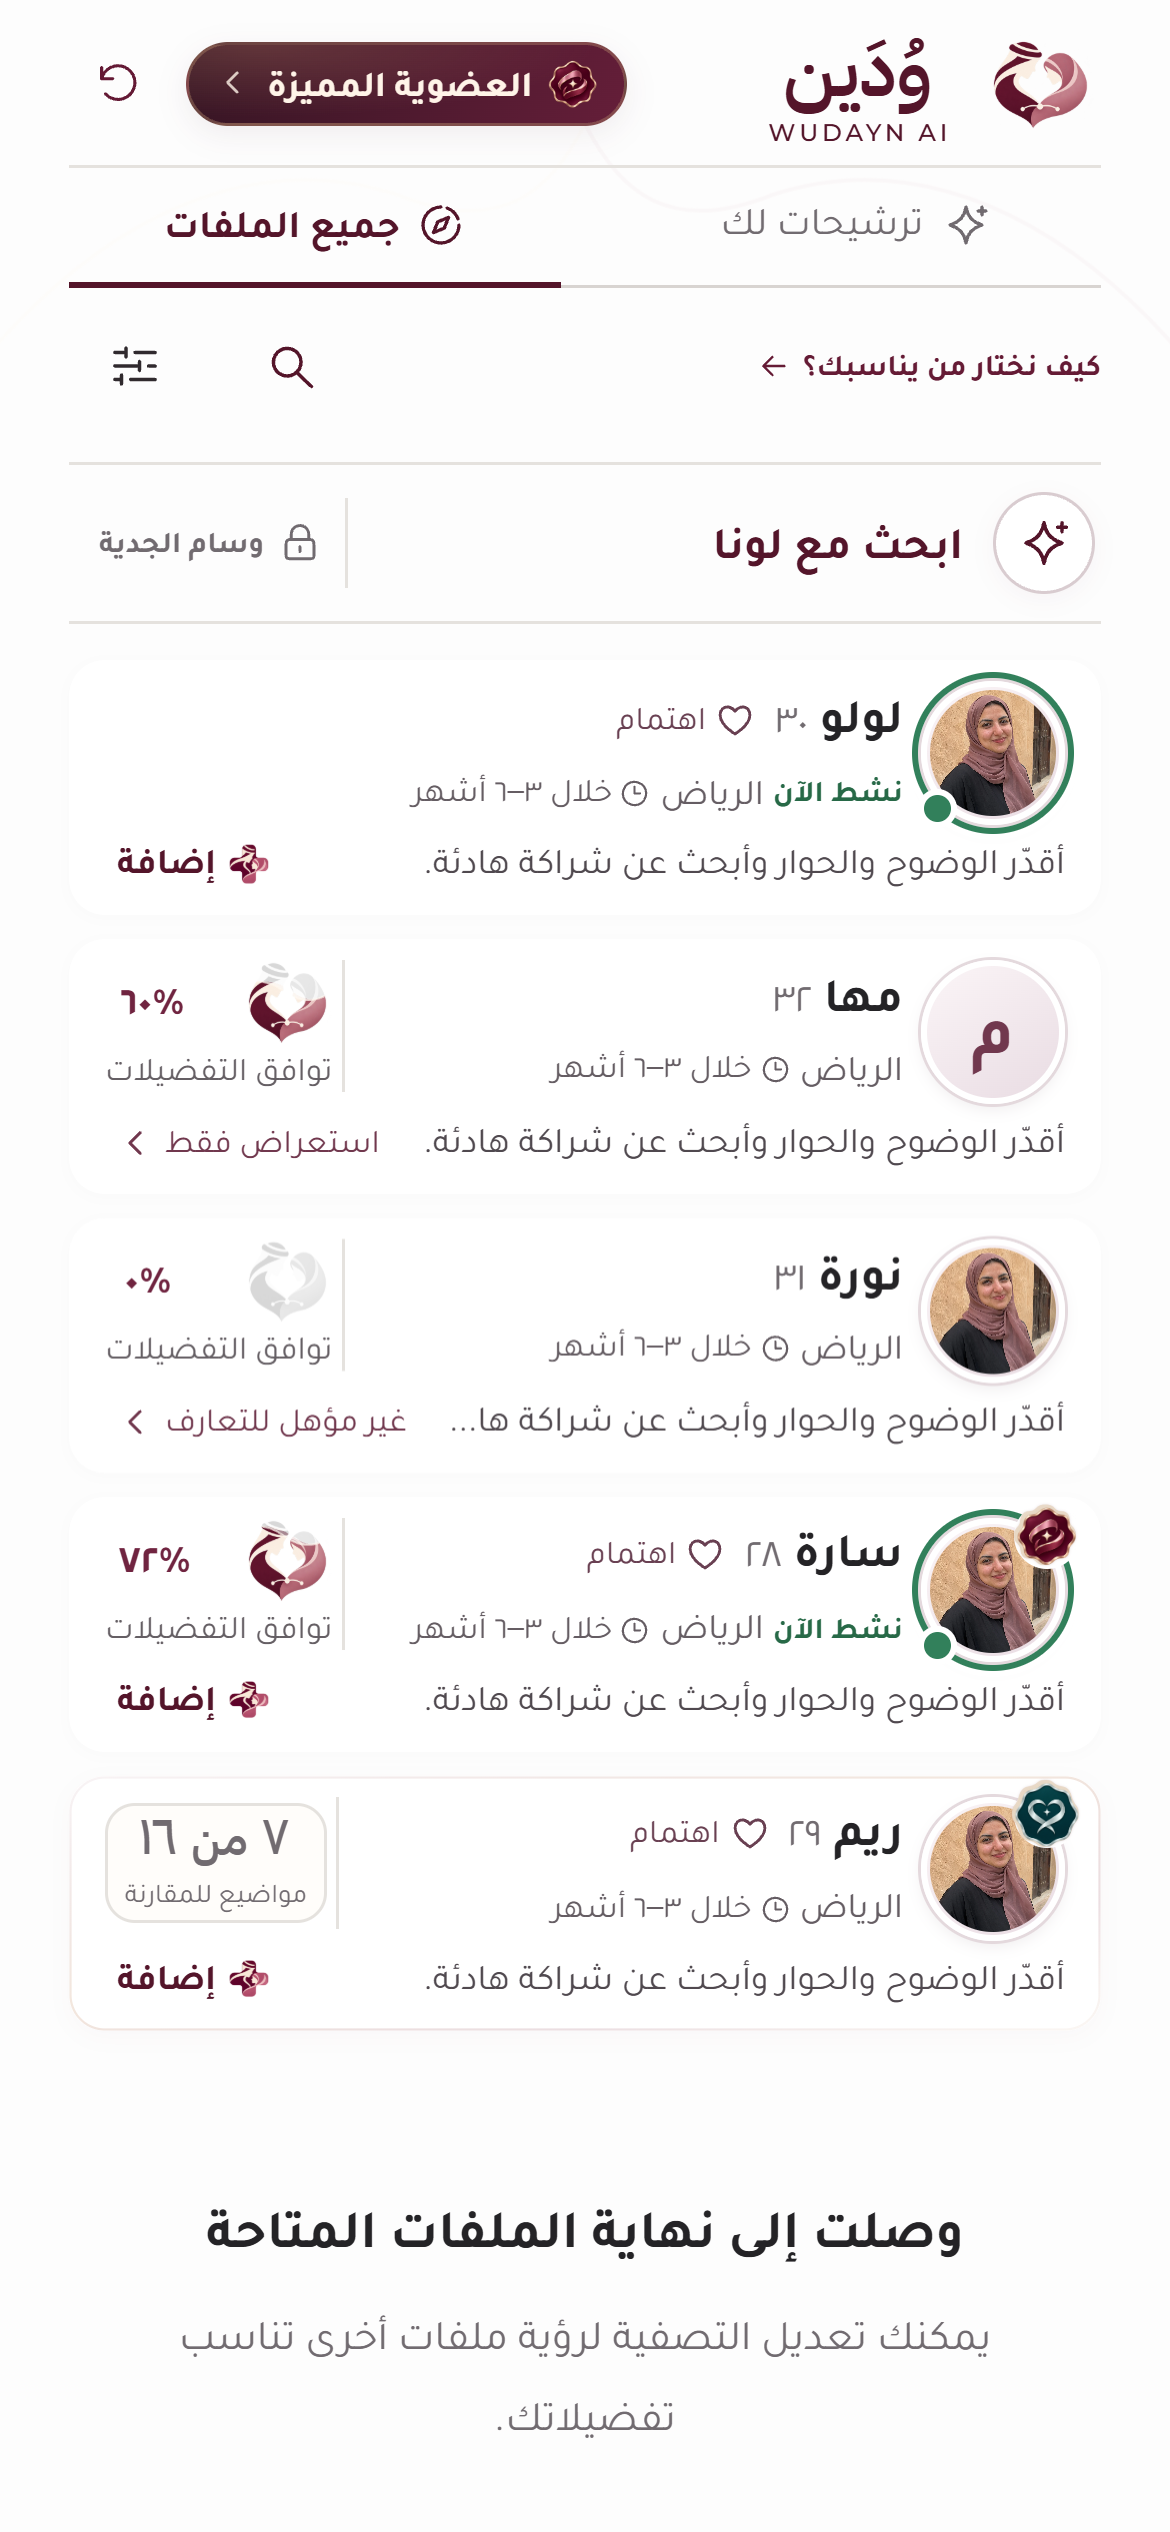 وُدَين
WUDAYN AI
العضوية المميزة
ترشيحات لك
جميع الملفات
كيف نختار من يناسبك؟
ابحث مع لونا
وسام الجدية
لولو ٣٠ اهتمام
نشط الآن الرياض خلال ٣–٦ أشهر
أقدّر الوضوح والحوار وأبحث عن شراكة هادئة.
إضافة
مها ٣٢
٦٠%
الرياض خلال ٣–٦ أشهر
توافق التفضيلات
أقدّر الوضوح والحوار وأبحث عن شراكة هادئة.
استعراض فقط
م
نورة ٣١
٠%
الرياض خلال ٣–٦ أشهر
توافق التفضيلات
أقدّر الوضوح والحوار وأبحث عن شراكة ها...
غير مؤهل للتعارف
سارة ٢٨ اهتمام
٧٢%
نشط الآن الرياض خلال ٣–٦ أشهر
توافق التفضيلات
أقدّر الوضوح والحوار وأبحث عن شراكة هادئة.
إضافة
ريم ٢٩ اهتمام
٧ من ١٦
مواضيع للمقارنة
الرياض خلال ٣–٦ أشهر
أقدّر الوضوح والحوار وأبحث عن شراكة هادئة.
إضافة
وصلت إلى نهاية الملفات المتاحة
يمكنك تعديل التصفية لرؤية ملفات أخرى تناسب
تفضيلاتك.